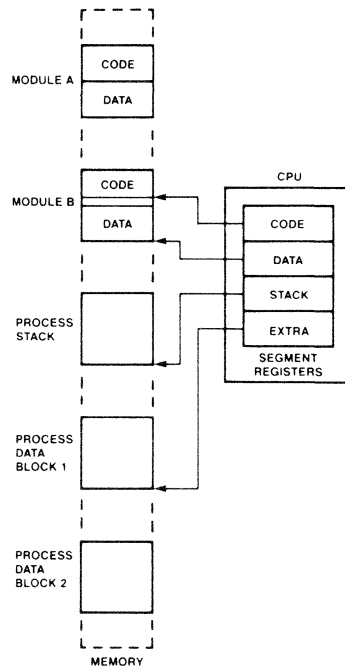 MODULE A
CODE
DATA
MODULE B
CODE
DATA
PROCESS
STACK
PROCESS
DATA
BLOCK 1
PROCESS
DATA
BLOCK 2
MEMORY
CPU
CODE
DATA
STACK
EXTRA
SEGMENT
REGISTERS